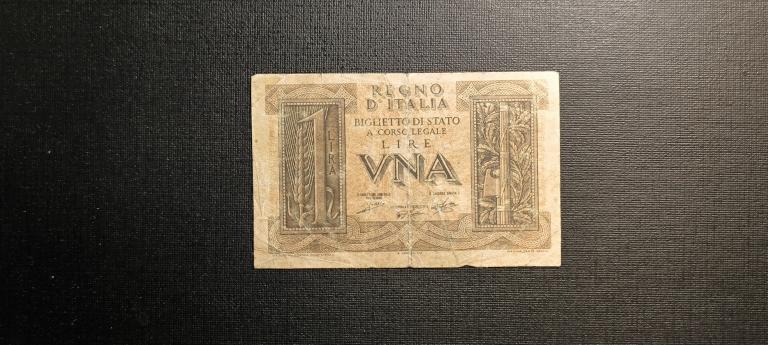 REGNO
D'ITALIA
BIGLIETTO DI STATO
A CORSO LEGALE
LIRE
VNA
1
LIRA